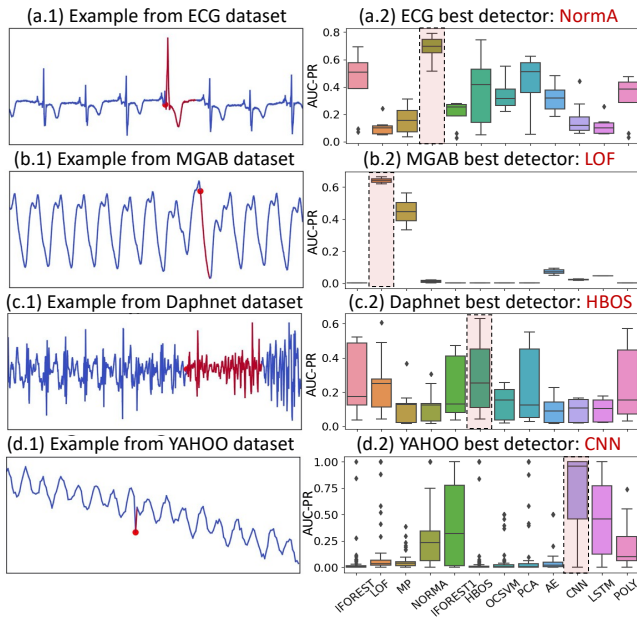 (a.1) Example from ECG dataset
(a.2) ECG best detector: NormA
AUC-PR
0.8
0.6
0.4
0.2
0.0
(b.1) Example from MGAB dataset
(b.2) MGAB best detector: LOF
AUC-PR
0.6
0.4
0.2
0.0
(c.1) Example from Daphnet dataset
(c.2) Daphnet best detector: HBOS
AUC-PR
0.6
0.4
0.2
0.0
(d.1) Example from YAHOO dataset
(d.2) YAHOO best detector: CNN
AUC-PR
1.00
0.75
0.50
0.25
0.00
IFOREST
LOF
MP
NORMA
IFOREST1
HBOS
OCSVM
PCA
AE
CNN
LSTM
POLY